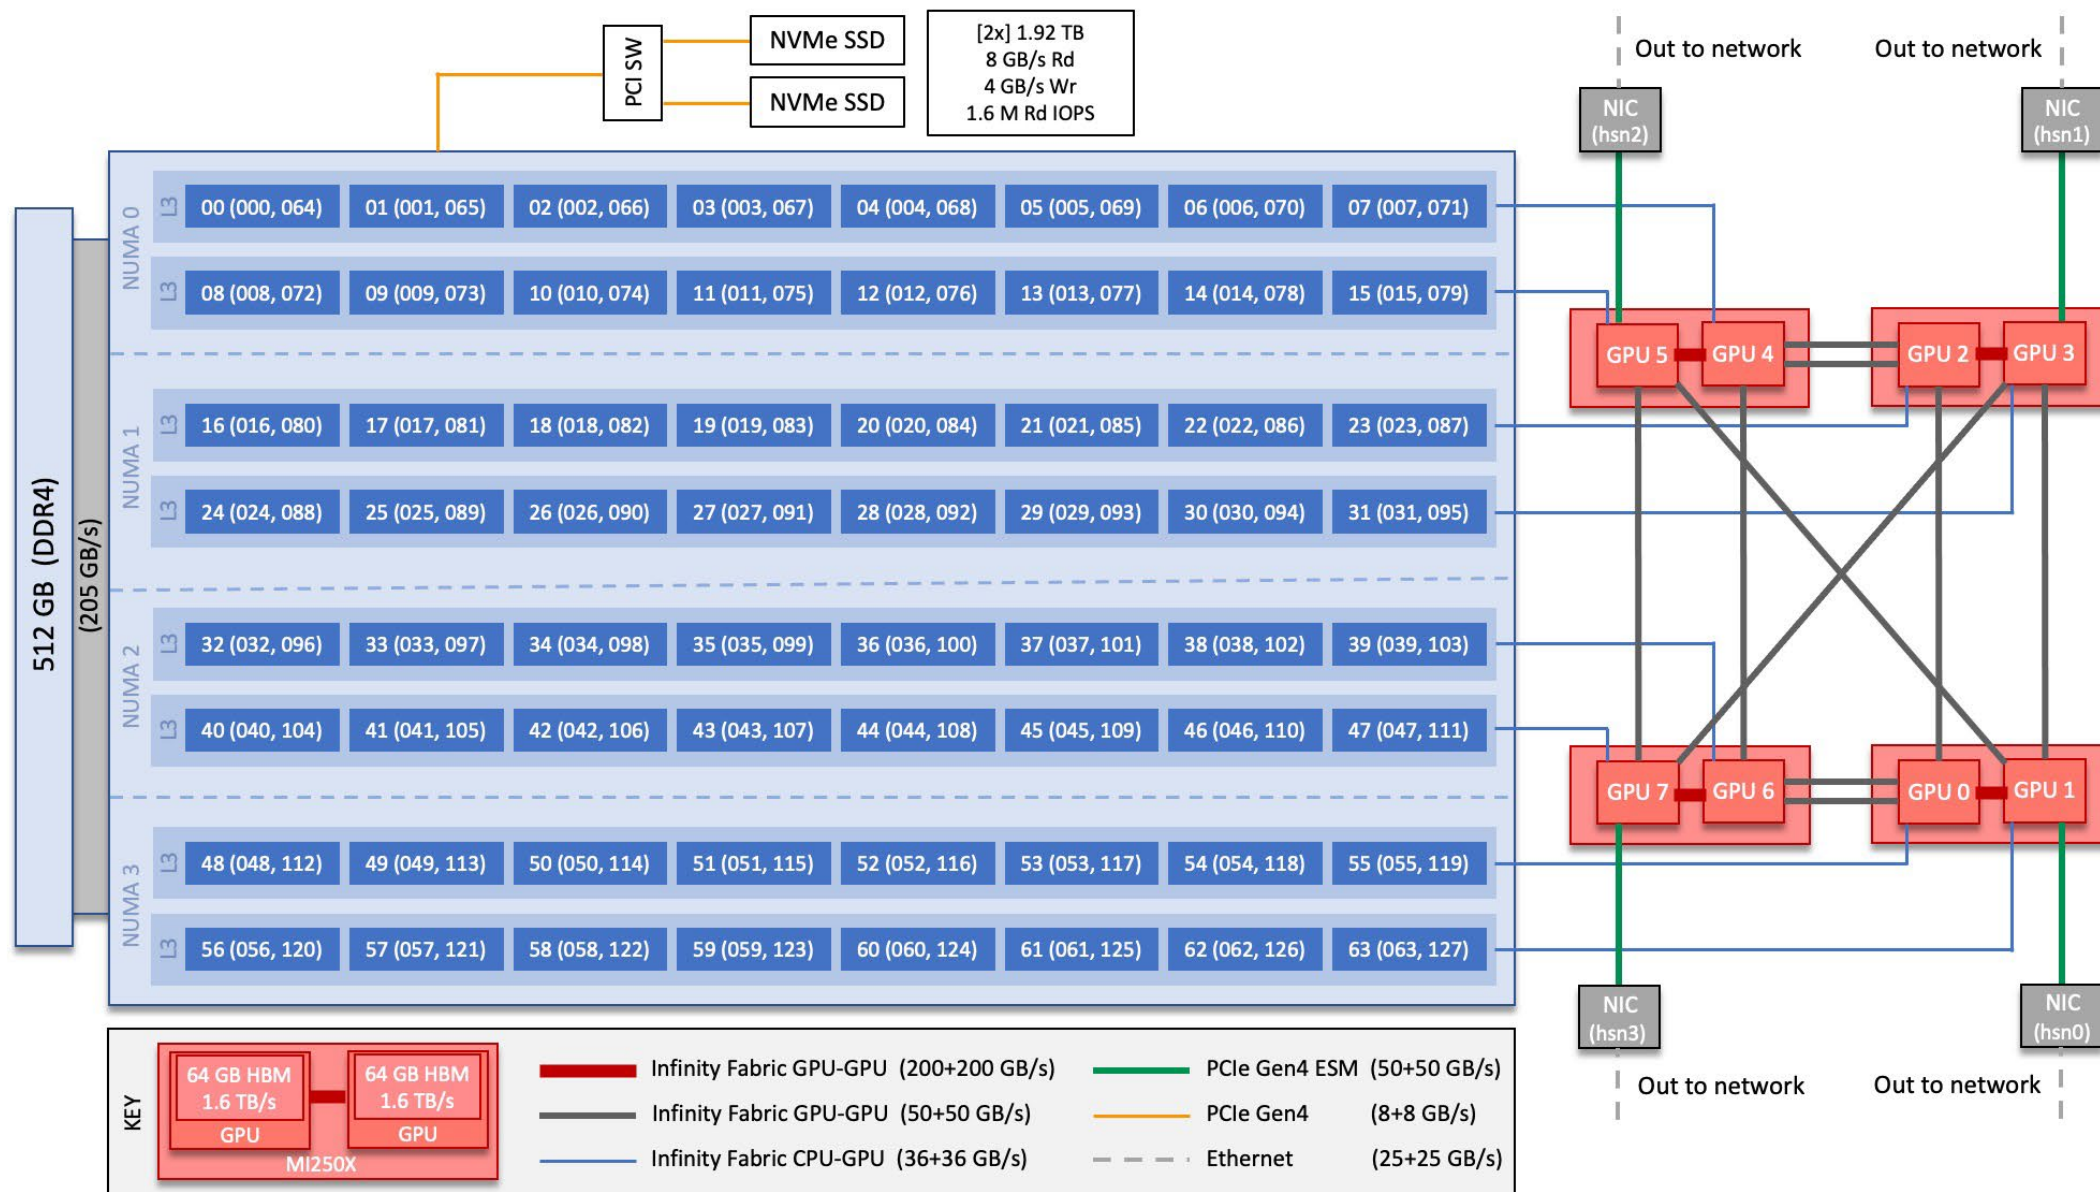 PCI SW
NVMe SSD
NVMe SSD
[2x] 1.92 TB
8 GB/s Rd
4 GB/s Wr
1.6 M Rd IOPS
Out to network
Out to network
NIC
(hsn2)
NIC
(hsn1)
512 GB (DDR4)
(205 GB/s)
NUMA 0
L3
00 (000, 064)
01 (001, 065)
02 (002, 066)
03 (003, 067)
04 (004, 068)
05 (005, 069)
06 (006, 070)
07 (007, 071)
L3
08 (008, 072)
09 (009, 073)
10 (010, 074)
11 (011, 075)
12 (012, 076)
13 (013, 077)
14 (014, 078)
15 (015, 079)
NUMA 1
L3
16 (016, 080)
17 (017, 081)
18 (018, 082)
19 (019, 083)
20 (020, 084)
21 (021, 085)
22 (022, 086)
23 (023, 087)
L3
24 (024, 088)
25 (025, 089)
26 (026, 090)
27 (027, 091)
28 (028, 092)
29 (029, 093)
30 (030, 094)
31 (031, 095)
NUMA 2
L3
32 (032, 096)
33 (033, 097)
34 (034, 098)
35 (035, 099)
36 (036, 100)
37 (037, 101)
38 (038, 102)
39 (039, 103)
L3
40 (040, 104)
41 (041, 105)
42 (042, 106)
43 (043, 107)
44 (044, 108)
45 (045, 109)
46 (046, 110)
47 (047, 111)
NUMA 3
L3
48 (048, 112)
49 (049, 113)
50 (050, 114)
51 (051, 115)
52 (052, 116)
53 (053, 117)
54 (054, 118)
55 (055, 119)
L3
56 (056, 120)
57 (057, 121)
58 (058, 122)
59 (059, 123)
60 (060, 124)
61 (061, 125)
62 (062, 126)
63 (063, 127)
GPU 5
GPU 4
GPU 2
GPU 3
GPU 7
GPU 6
GPU 0
GPU 1
NIC
(hsn3)
NIC
(hsn0)
Out to network
Out to network
KEY
64 GB HBM
1.6 TB/s
GPU
64 GB HBM
1.6 TB/s
GPU
MI250X
Infinity Fabric GPU-GPU (200+200 GB/s)
Infinity Fabric GPU-GPU (50+50 GB/s)
Infinity Fabric CPU-GPU (36+36 GB/s)
PCIe Gen4 ESM (50+50 GB/s)
PCIe Gen4 (8+8 GB/s)
Ethernet (25+25 GB/s)